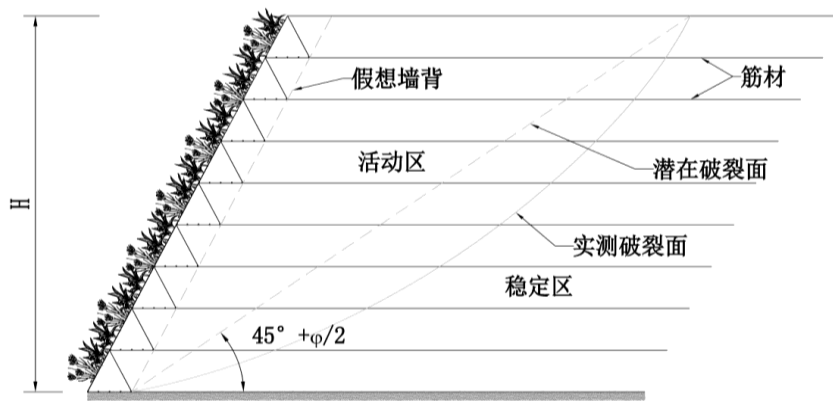 假想墙背
筋材
活动区
潜在破裂面
H
实测破裂面
稳定区
45° +φ/2